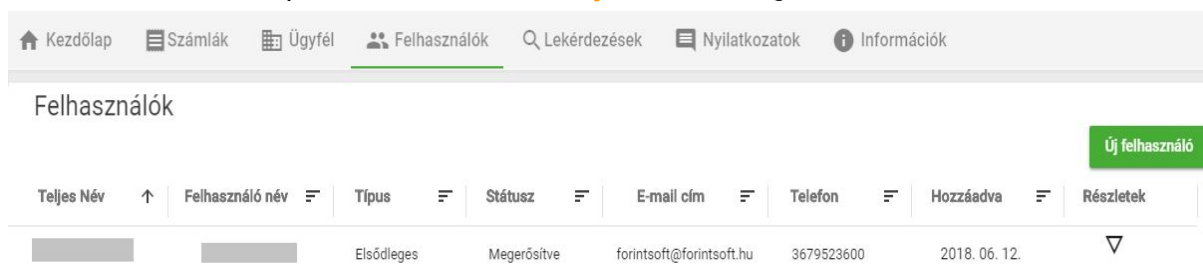 Kezdőlap Számlák Ügyfél Felhasználók Lekérdezések Nyilatkozatok Információk
Felhasználók
Új felhasználó
Teljes Név Felhasználó név Típus Státusz E-mail cím Telefon Hozzáadva Részletek
Elsődleges Megerősítve forintsoft@forintsoft.hu 3679523600 2018. 06. 12.